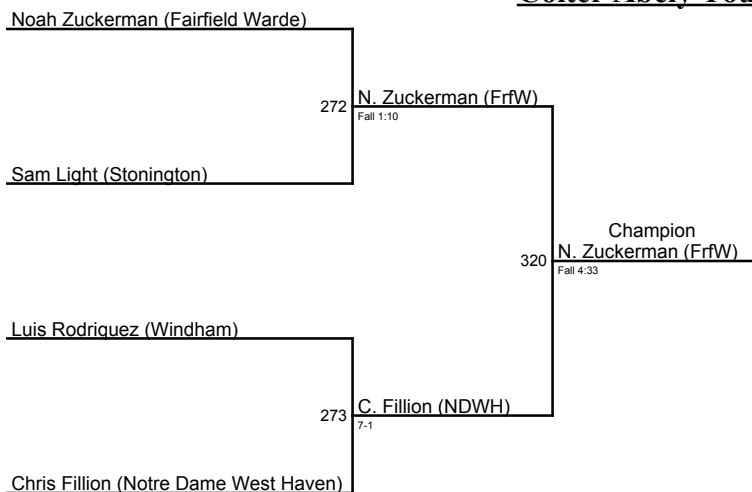 Noah Zuckerman (Fairfield Warde)
272
N. Zuckerman (FrfW)
Fall 1:10
Sam Light (Stonington)
Champion
320
N. Zuckerman (FrfW)
Fall 4:33
Luis Rodriquez (Windham)
273
C. Fillion (NDWH)
7-1
Chris Fillion (Notre Dame West Haven)